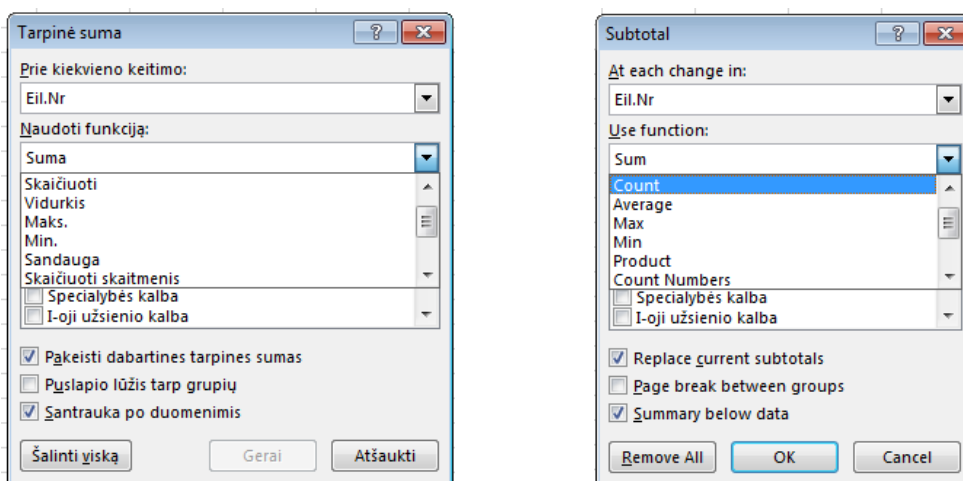 Tarpinė suma
Prie kiekvieno keitimo:
Eil.Nr
Naudoti funkciją:
Suma
Skaičiuoti
Vidurkis
Maks.
Min.
Sandauga
Skaičiuoti skaitmenis
Specialybės kalba
I-oji užsienio kalba
Pakeisti dabartines tarpines sumas
Puslapio lūžis tarp grupių
Santrauka po duomenimis
Šalinti viską
Gerai
Atšaukti
Subtotal
At each change in:
Eil.Nr
Use function:
Sum
Count
Average
Max
Min
Product
Count Numbers
Specialybės kalba
I-oji užsienio kalba
Replace current subtotals
Page break between groups
Summary below data
Remove All
OK
Cancel